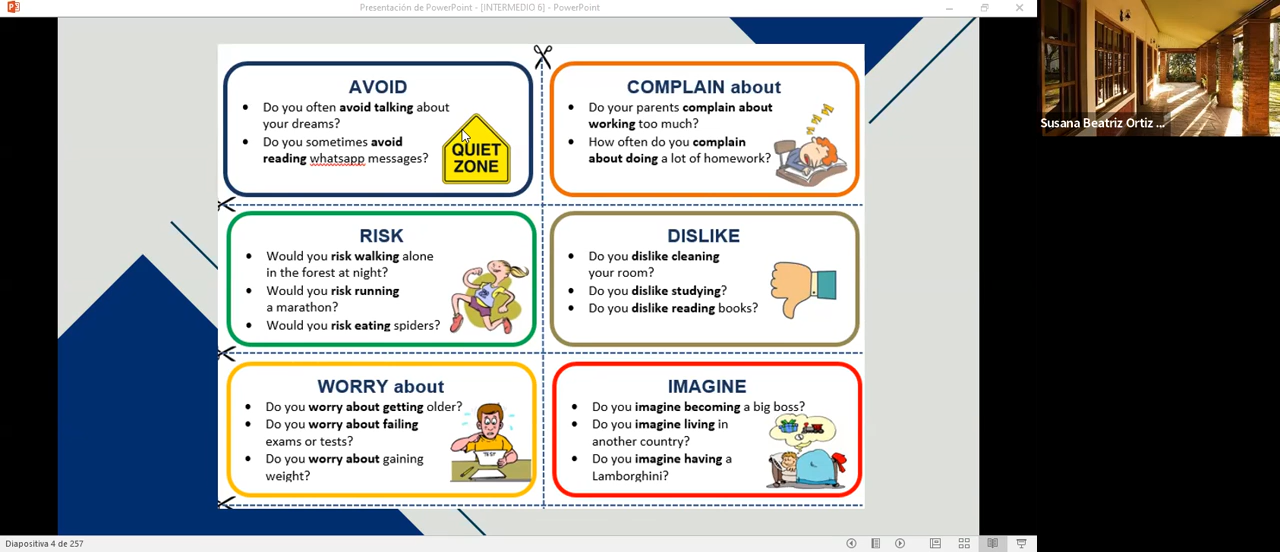 Presentación de PowerPoint - [INTERMEDIO 6] - PowerPoint
Susana Beatriz Ortiz ...
AVOID
Do you often avoid talking about
your dreams?
Do you sometimes avoid
reading whatsapp messages?
QUIET
ZONE
COMPLAIN about
Do your parents complain about
working too much?
How often do you complain
about doing a lot of homework?
RISK
Would you risk walking alone
in the forest at night?
Would you risk running
a marathon?
Would you risk eating spiders?
DISLIKE
Do you dislike cleaning
your room?
Do you dislike studying?
Do you dislike reading books?
WORRY about
Do you worry about getting older?
Do you worry about failing
exams or tests?
Do you worry about gaining
weight?
TEST
IMAGINE
Do you imagine becoming a big boss?
Do you imagine living in
another country?
Do you imagine having a
Lamborghini?
Diapositiva 4 de 257